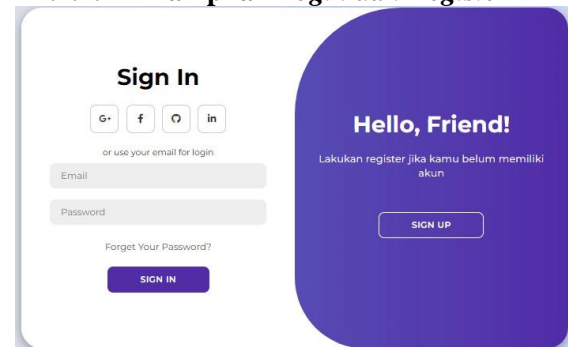 Sign In
G+ f in
or use your email for login
Email
Password
Forget Your Password?
SIGN IN
Hello, Friend!
Lakukan register jika kamu belum memiliki
akun
SIGN UP